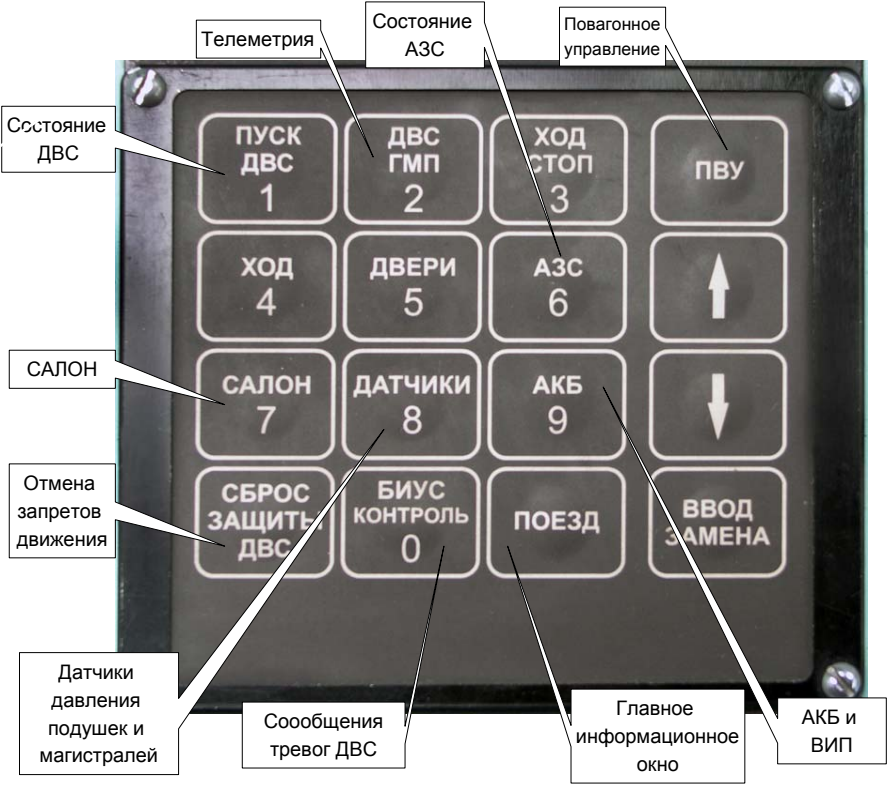 Состояние
АЗС
Повагонное
управление
Телеметрия
Состояние
ДВС
ПУСК
ДВС
1
ДВС
ГМП
2
ХОД
СТОП
3
ПВУ
ХОД
4
ДВЕРИ
5
АЗС
6
САЛОН
САЛОН
7
ДАТЧИКИ
8
АКБ
9
Отмена
запретов
движения
СБРОС
ЗАЩИТЫ
ДВС
БИУС
КОНТРОЛЬ
0
ПОЕЗД
ВВОД
ЗАМЕНА
Датчики
давления
подушек и
магистралей
Соообщения
тревог ДВС
Главное
информационное
окно
АКБ и
ВИП